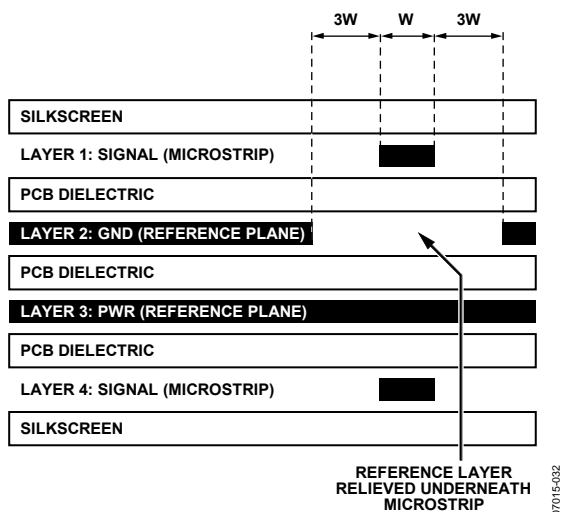 3W W 3W
SILKSCREEN
LAYER 1: SIGNAL (MICROSTRIP)
PCB DIELECTRIC
LAYER 2: GND (REFERENCE PLANE)
PCB DIELECTRIC
LAYER 3: PWR (REFERENCE PLANE)
PCB DIELECTRIC
LAYER 4: SIGNAL (MICROSTRIP)
SILKSCREEN
REFERENCE LAYER
RELIEVED UNDERNEATH
MICROSTRIP
07015-032